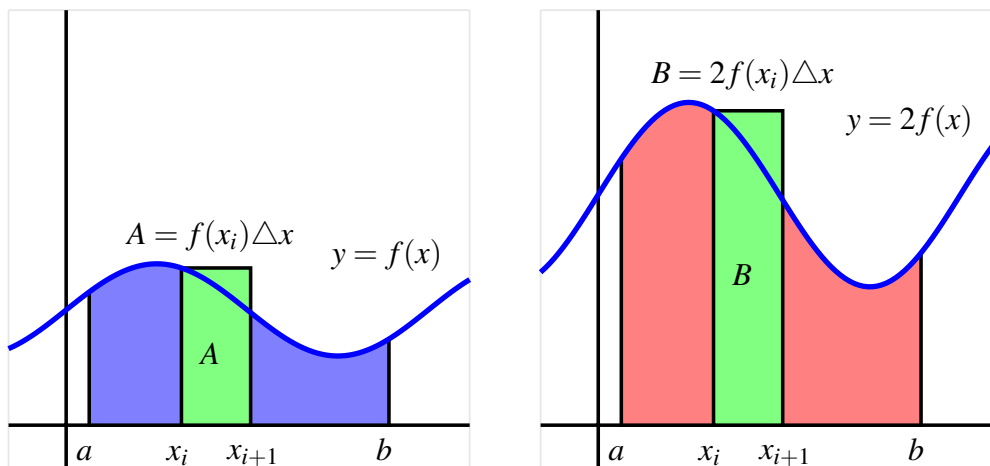 A = f(x_i)△x
y = f(x)
A
a x_i x_{i+1} b
B = 2f(x_i)△x
y = 2f(x)
B
a x_i x_{i+1} b